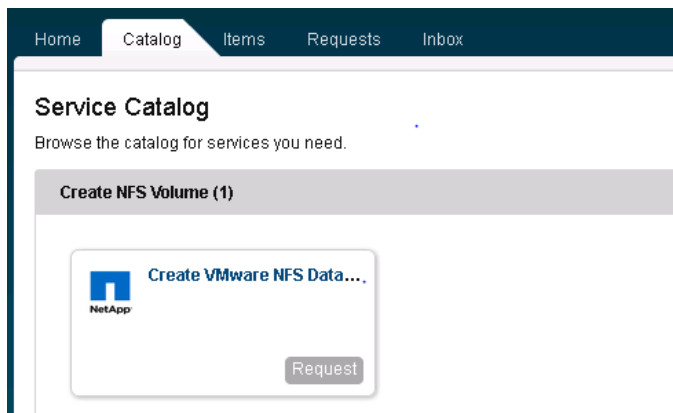 Home Catalog Items Requests Inbox
Service Catalog
Browse the catalog for services you need.
Create NFS Volume (1)
Create VMware NFS Data...
NetApp
Request